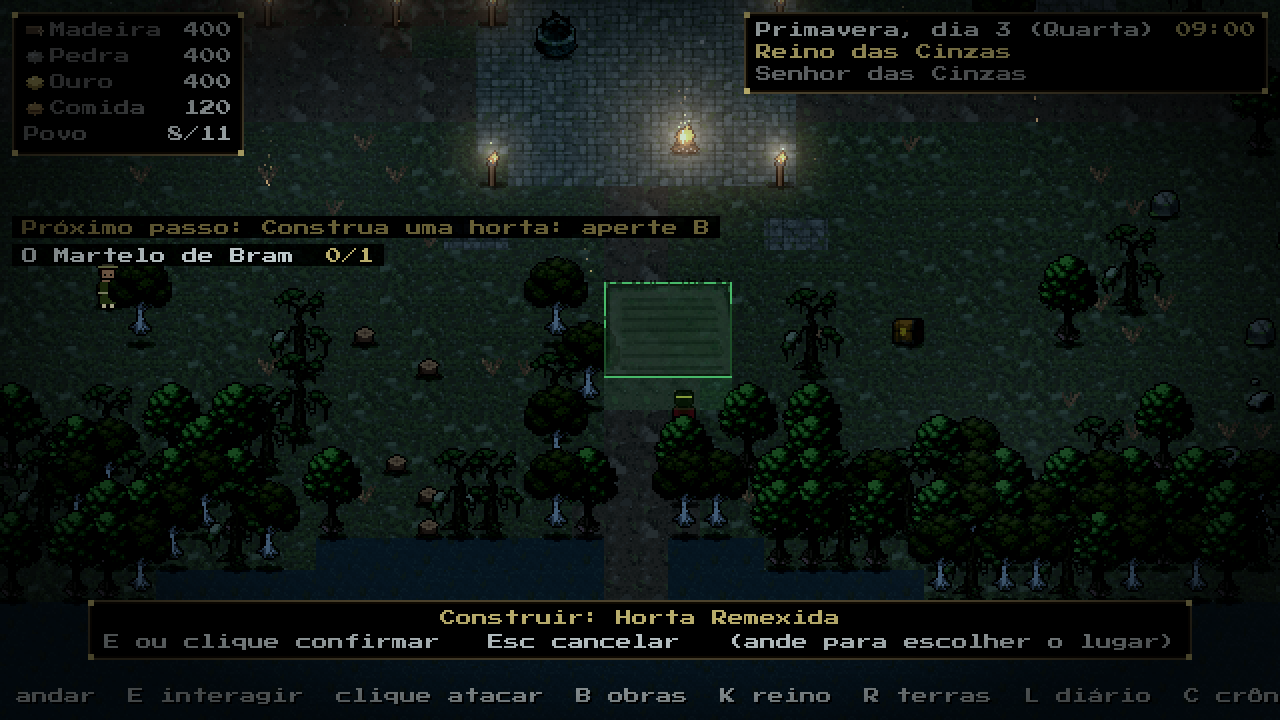 Madeira 400
Pedra 400
Ouro 400
Comida 120
Povo 8/11
Primavera, dia 3 (Quarta) 09:00
Reino das Cinzas
Senhor das Cinzas
Próximo passo: Construa uma horta: aperte B
O Martelo de Bram 0/1
Construir: Horta Remexida
E ou clique confirmar Esc cancelar (ande para escolher o lugar)
andar E interagir clique atacar B obras K reino R terras L diário C crôn